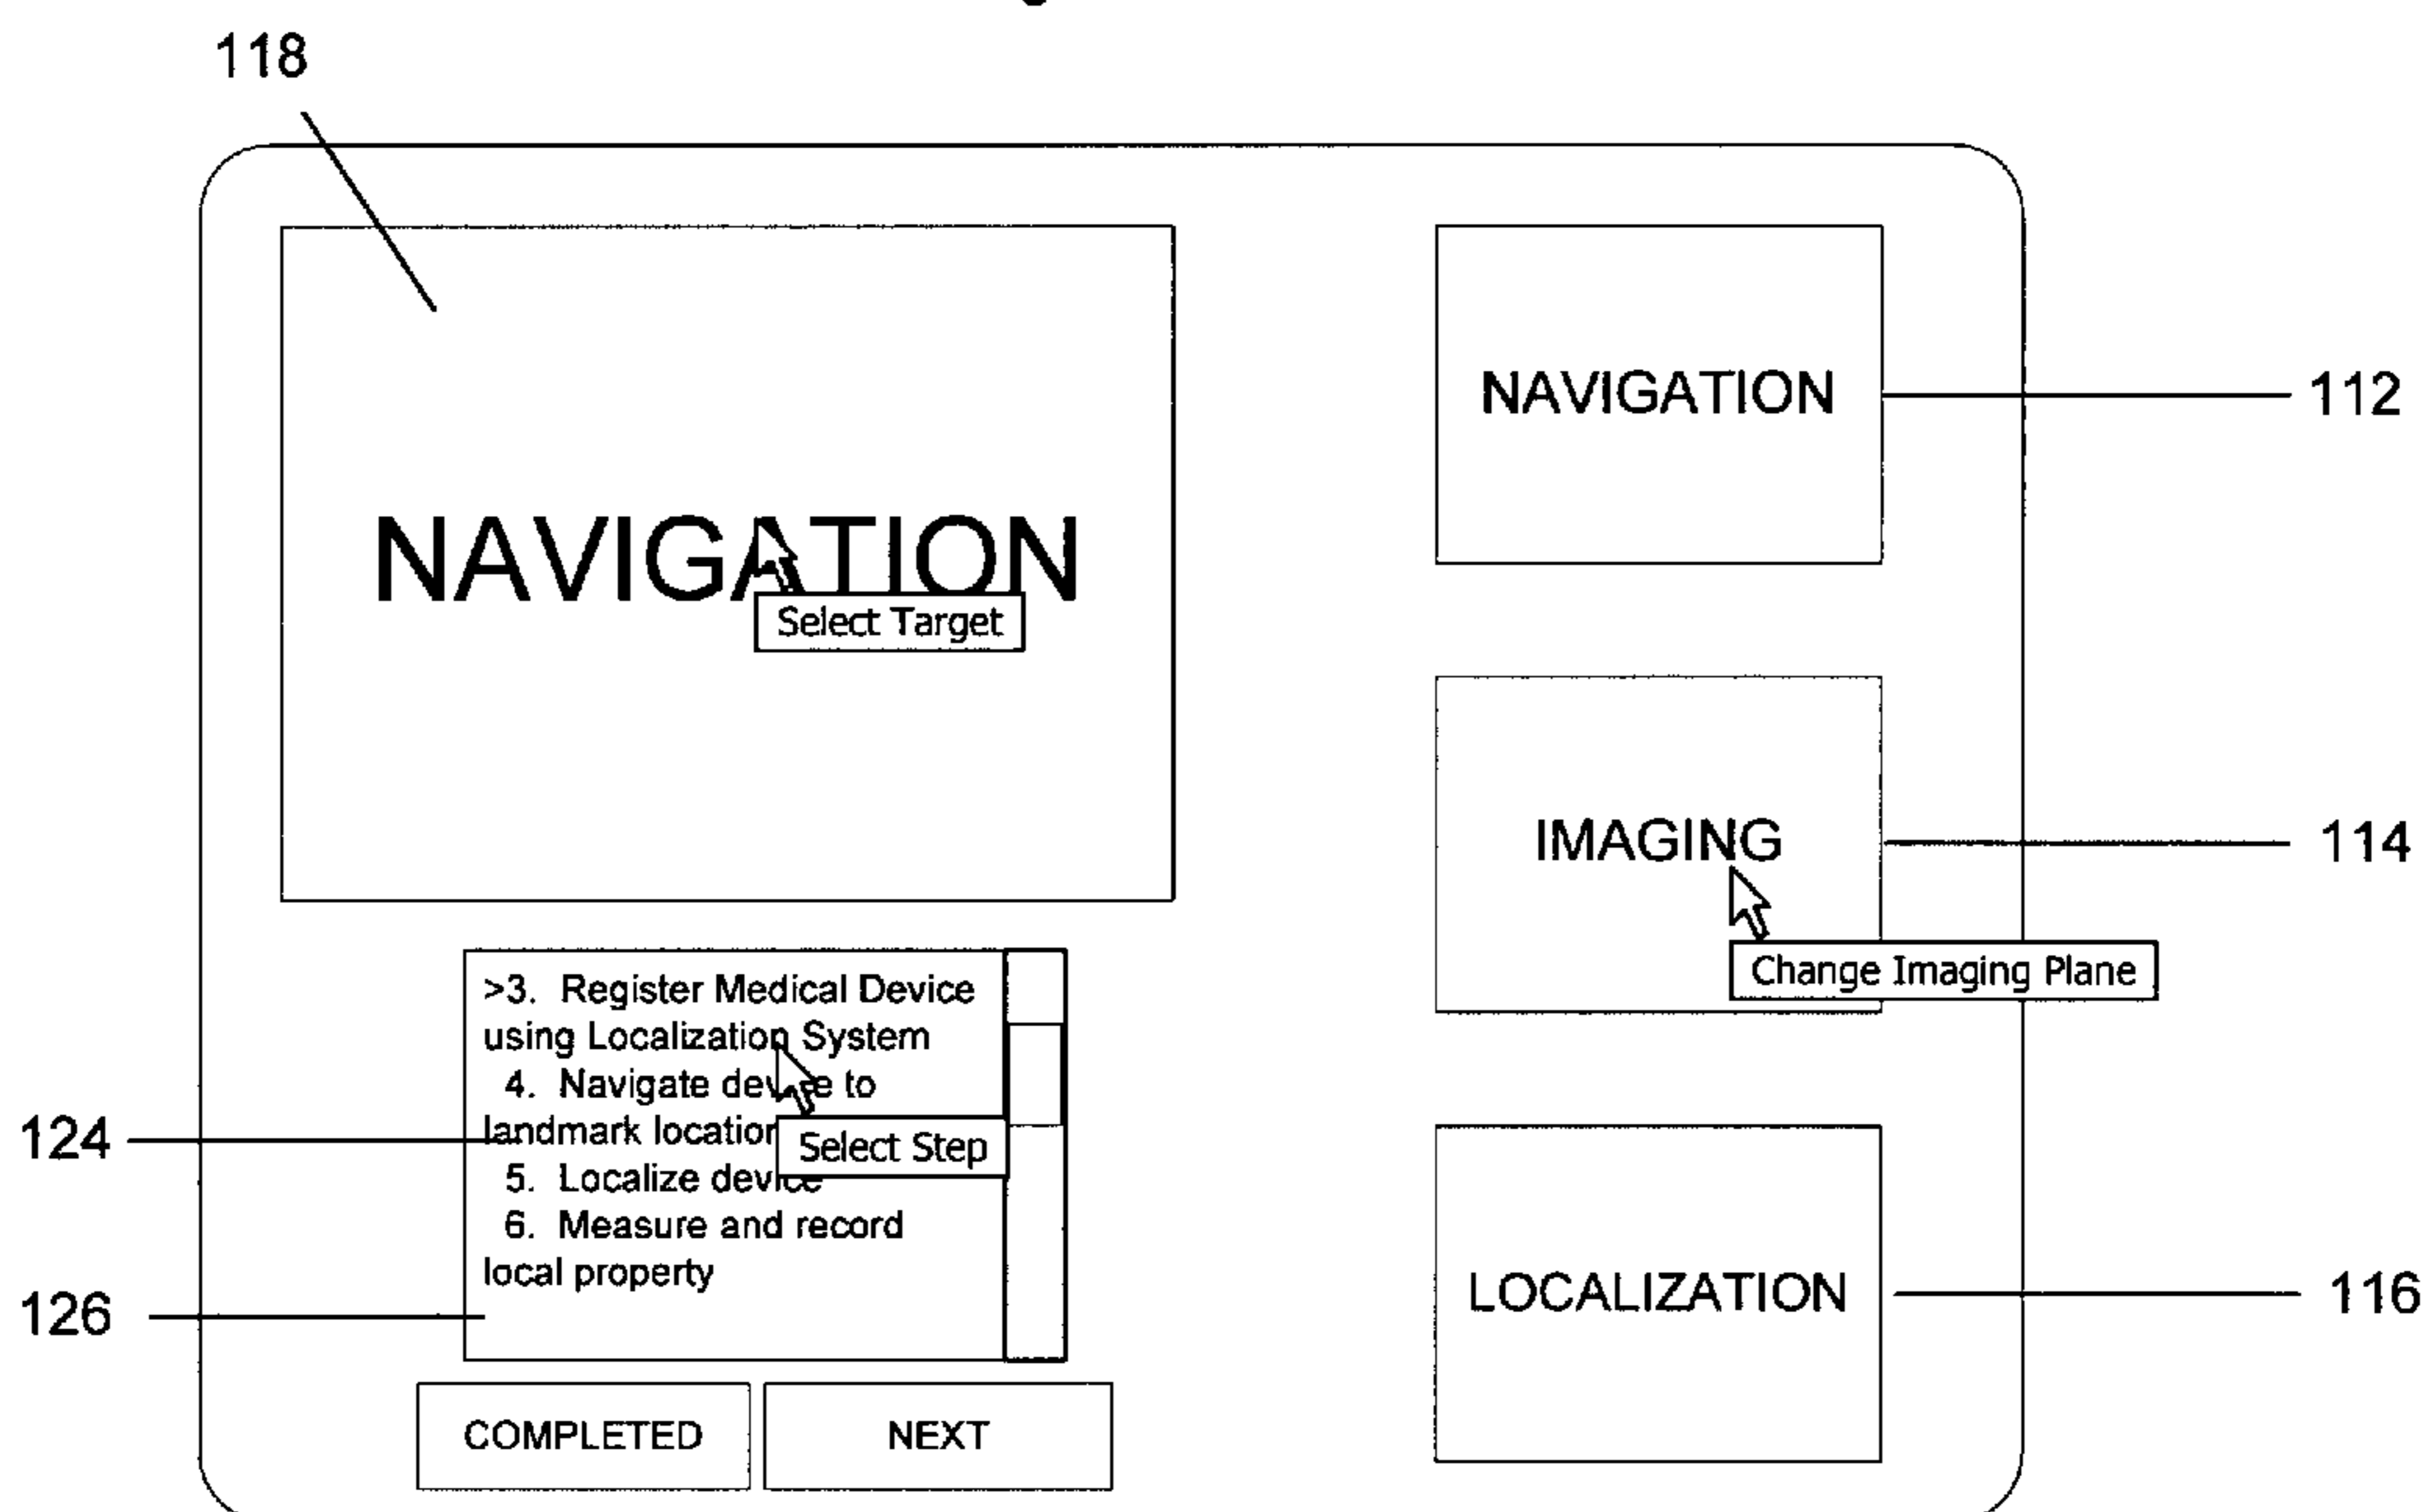 118
NAVIGATION
Select Target
NAVIGATION
112
IMAGING
Change Imaging Plane
114
>3. Register Medical Device
using Localization System
4. Navigate device to
landmark location
Select Step
5. Localize device
6. Measure and record
local property
124
126
COMPLETED
NEXT
LOCALIZATION
116